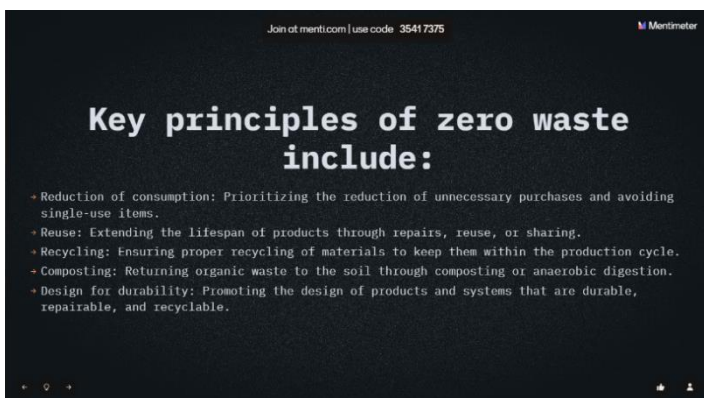 Join at menti.com | use code 3541 7375
Mentimeter
Key principles of zero waste
include:
→ Reduction of consumption: Prioritizing the reduction of unnecessary purchases and avoiding
single-use items.
→ Reuse: Extending the lifespan of products through repairs, reuse, or sharing.
→ Recycling: Ensuring proper recycling of materials to keep them within the production cycle.
→ Composting: Returning organic waste to the soil through composting or anaerobic digestion.
→ Design for durability: Promoting the design of products and systems that are durable,
repairable, and recyclable.